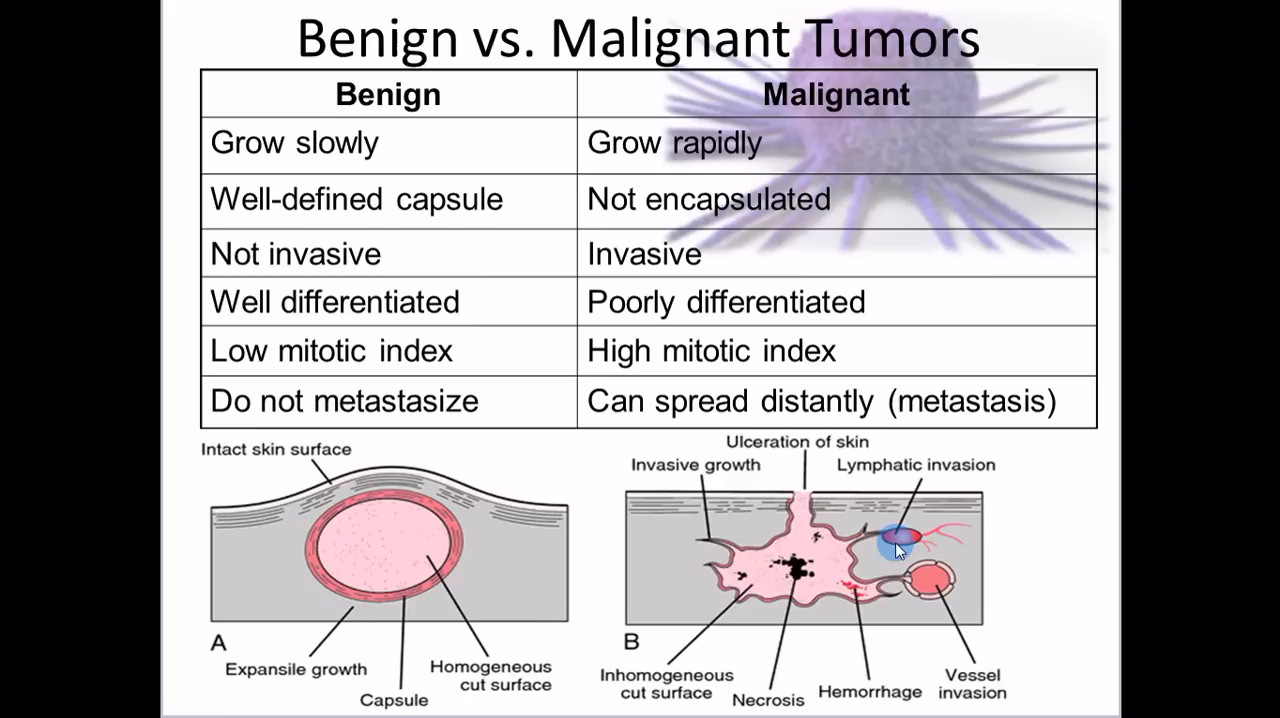 Benign vs. Malignant Tumors
Benign
Malignant
Grow slowly
Grow rapidly
Well-defined capsule
Not encapsulated
Not invasive
Invasive
Well differentiated
Poorly differentiated
Low mitotic index
High mitotic index
Do not metastasize
Can spread distantly (metastasis)
Intact skin surface
Expansile growth
Capsule
Homogeneous
cut surface
A
Ulceration of skin
Invasive growth
Lymphatic invasion
B
Inhomogeneous
cut surface
Necrosis
Hemorrhage
Vessel
invasion